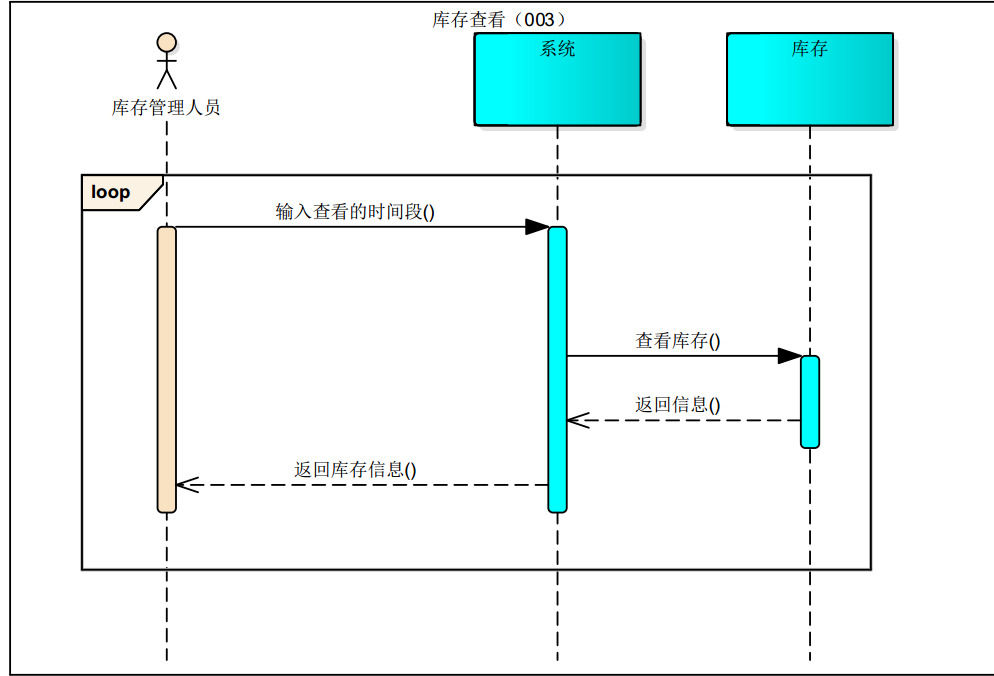 库存查看（003）
系统
库存
库存管理人员
loop
输入查看的时间段()
查看库存()
返回信息()
返回库存信息()